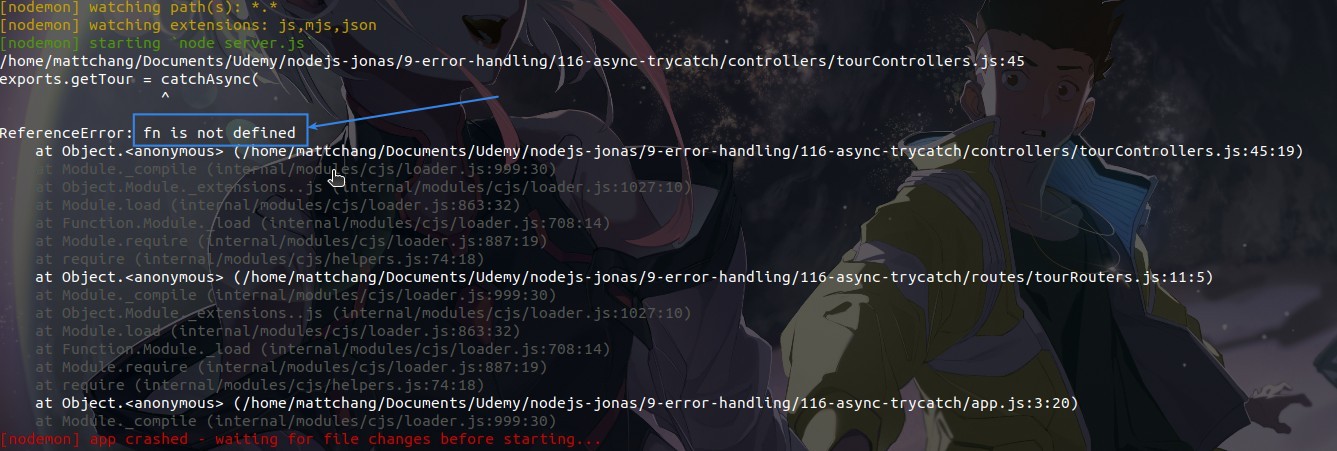 [nodemon] watching path(s): *.*
[nodemon] watching extensions: js,mjs,json
[nodemon] starting `node server.js`
/home/mattchang/Documents/Udemy/nodejs-jonas/9-error-handling/116-async-trycatch/controllers/tourControllers.js:45
exports.getTour = catchAsync(
^
ReferenceError: fn is not defined
at Object.<anonymous> (/home/mattchang/Documents/Udemy/nodejs-jonas/9-error-handling/116-async-trycatch/controllers/tourControllers.js:45:19)
at Module._compile (internal/modules/cjs/loader.js:999:30)
at Object.Module._extensions..js (internal/modules/cjs/loader.js:1027:10)
at Module.load (internal/modules/cjs/loader.js:863:32)
at Function.Module._load (internal/modules/cjs/loader.js:708:14)
at Module.require (internal/modules/cjs/loader.js:887:19)
at require (internal/modules/cjs/helpers.js:74:18)
at Object.<anonymous> (/home/mattchang/Documents/Udemy/nodejs-jonas/9-error-handling/116-async-trycatch/routes/tourRouters.js:11:5)
at Module._compile (internal/modules/cjs/loader.js:999:30)
at Object.Module._extensions..js (internal/modules/cjs/loader.js:1027:10)
at Module.load (internal/modules/cjs/loader.js:863:32)
at Function.Module._load (internal/modules/cjs/loader.js:708:14)
at Module.require (internal/modules/cjs/loader.js:887:19)
at require (internal/modules/cjs/helpers.js:74:18)
at Object.<anonymous> (/home/mattchang/Documents/Udemy/nodejs-jonas/9-error-handling/116-async-trycatch/app.js:3:20)
at Module._compile (internal/modules/cjs/loader.js:999:30)
[nodemon] app crashed - waiting for file changes before starting...